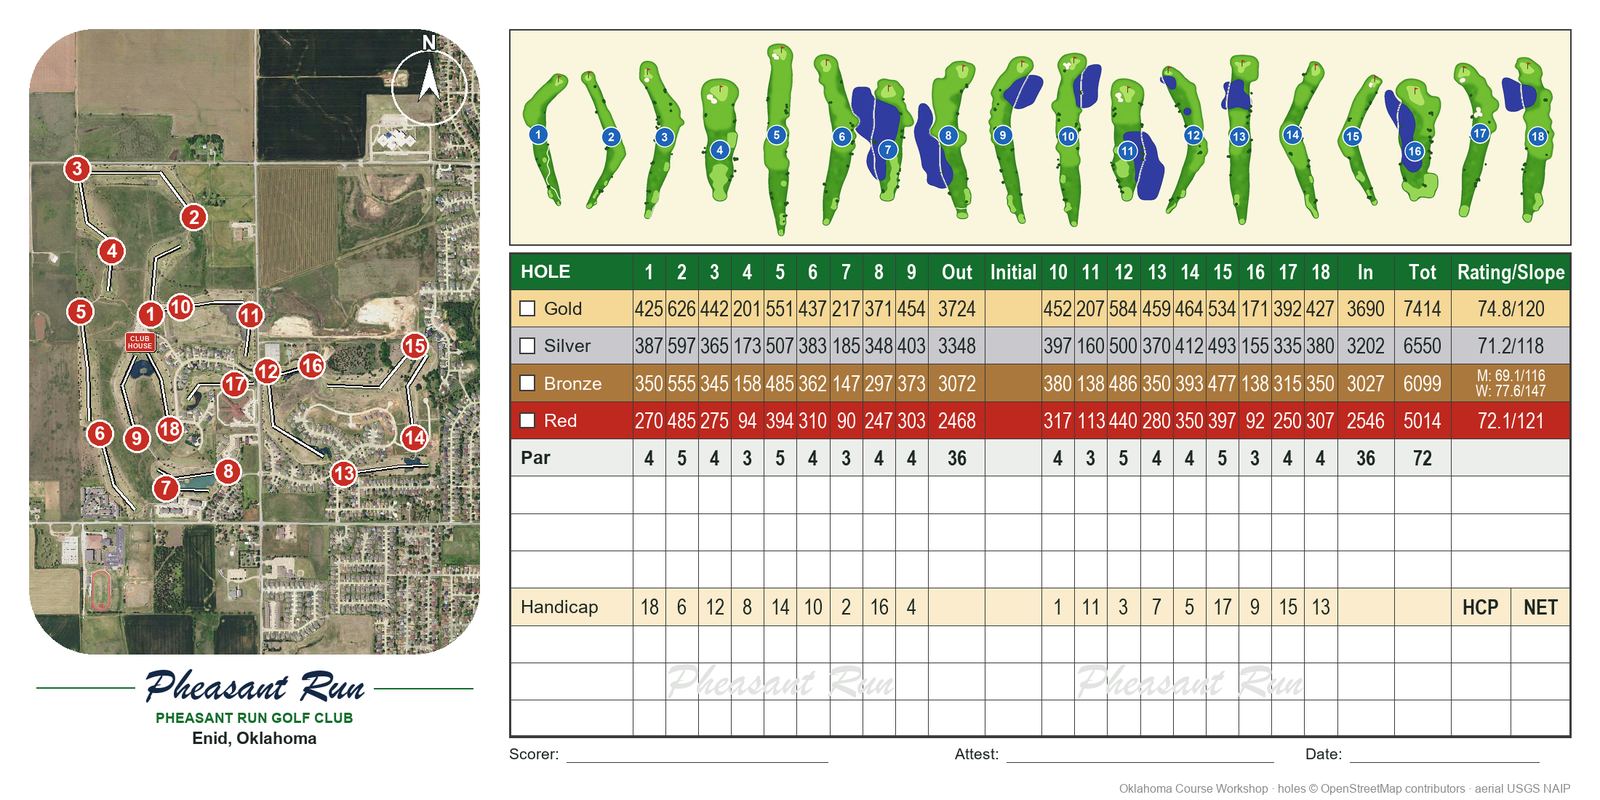 N
3
2
4
5
1
10
11
CLUB
HOUSE
15
16
12
17
6
9
18
14
8
13
7
Pheasant Run
PHEASANT RUN GOLF CLUB
Enid, Oklahoma
1 2 3 4 5 6 7 8 9 10 11 12 13 14 15 16 17 18
HOLE 1 2 3 4 5 6 7 8 9 Out Initial 10 11 12 13 14 15 16 17 18 In Tot Rating/Slope
Gold 425 626 442 201 551 437 217 371 454 3724 452 207 584 459 464 534 171 392 427 3690 7414 74.8/120
Silver 387 597 365 173 507 383 185 348 403 3348 397 160 500 370 412 493 155 335 380 3202 6550 71.2/118
Bronze 350 555 345 158 485 362 147 297 373 3072 380 138 486 350 393 477 138 315 350 3027 6099 M: 69.1/116
W: 77.6/147
Red 270 485 275 94 394 310 90 247 303 2468 317 113 440 280 350 397 92 250 307 2546 5014 72.1/121
Par 4 5 4 3 5 4 3 4 4 36 4 3 5 4 4 5 3 4 4 36 72
Handicap 18 6 12 8 14 10 2 16 4 1 11 3 7 5 17 9 15 13 HCP NET
Pheasant Run Pheasant Run
Scorer: Attest: Date:
Oklahoma Course Workshop · holes © OpenStreetMap contributors · aerial USGS NAIP